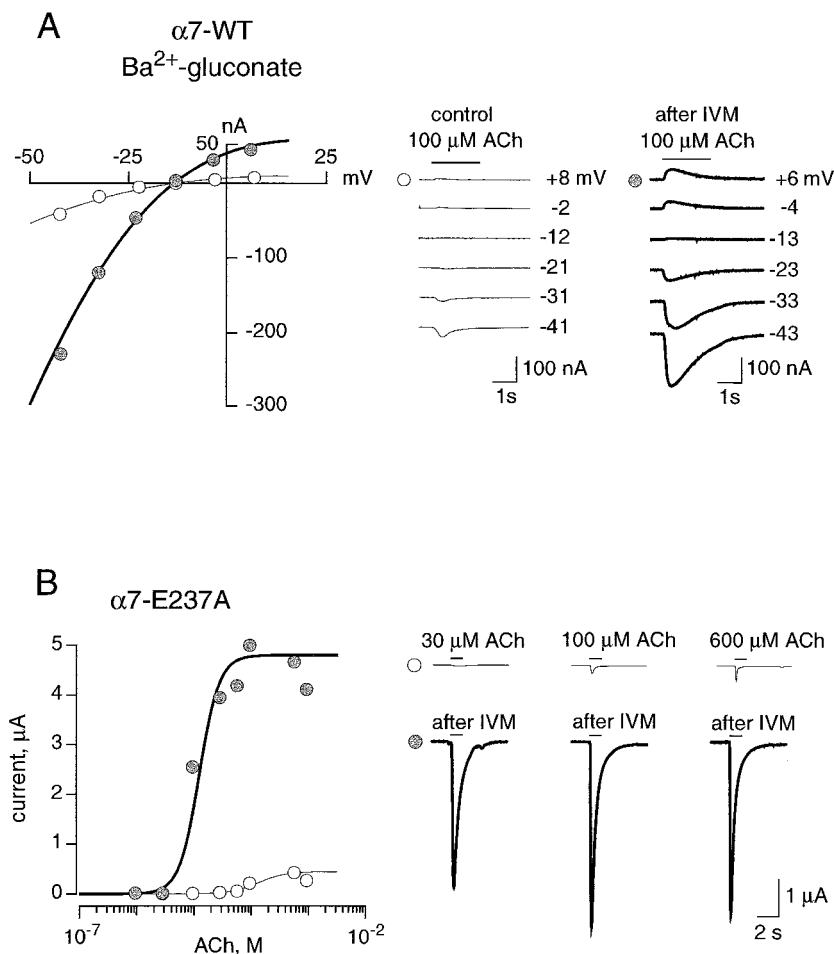 A
α7-WT
Ba2+-gluconate
nA
50
-50
-25
25
mV
-100
-200
-300
control
100 μM ACh
+8 mV
-2
-12
-21
-31
-41
100 nA
1s
after IVM
100 μM ACh
+6 mV
-4
-13
-23
-33
-43
100 nA
1s
B
α7-E237A
5
4
3
2
1
0
current, μA
10-7
10-2
ACh, M
30 μM ACh
100 μM ACh
600 μM ACh
after IVM
after IVM
after IVM
1 μA
2 s